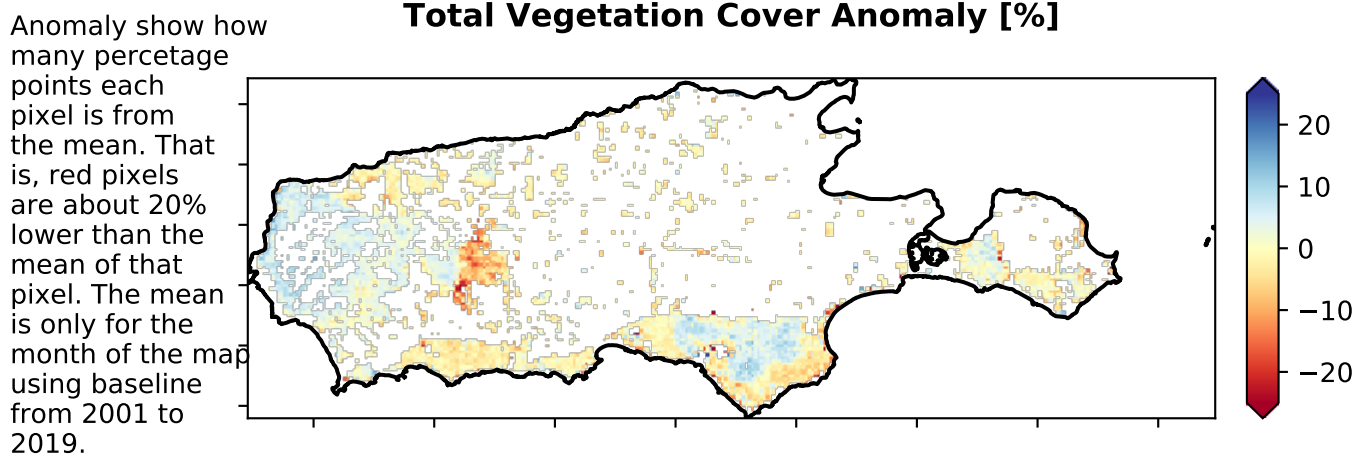 Total Vegetation Cover Anomaly [%]
Anomaly show how
many percetage
points each
pixel is from
the mean. That
is, red pixels
are about 20%
lower than the
mean of that
pixel. The mean
is only for the
month of the map
using baseline
from 2001 to
2019.
20
10
0
−10
−20